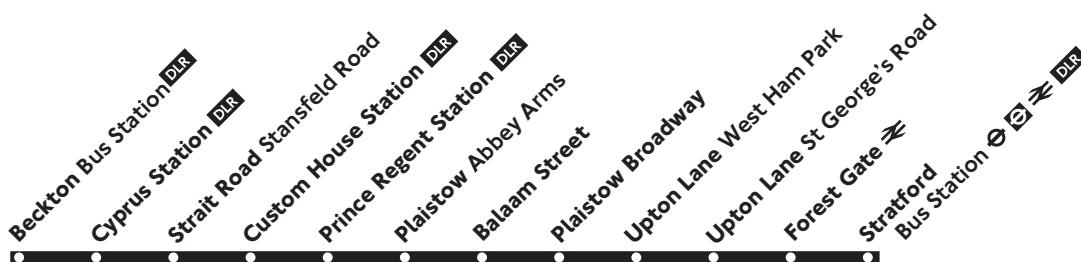 Beckton Bus Station DLR
Cyprus Station DLR
Strait Road Stansfeld Road
Custom House Station DLR
Prince Regent Station DLR
Plaistow Abbey Arms
Balaam Street
Plaistow Broadway
Upton Lane West Ham Park
Upton Lane St George's Road
Forest Gate
Stratford
Bus Station DLR